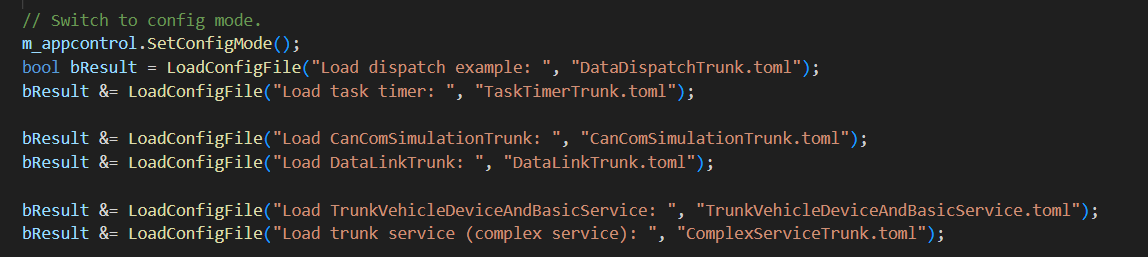 // Switch to config mode.
m_appcontrol.SetConfigMode();
bool bResult = LoadConfigFile("Load dispatch example: ", "DataDispatchTrunk.toml");
bResult &= LoadConfigFile("Load task timer: ", "TaskTimerTrunk.toml");
bResult &= LoadConfigFile("Load CanComSimulationTrunk: ", "CanComSimulationTrunk.toml");
bResult &= LoadConfigFile("Load DataLinkTrunk: ", "DataLinkTrunk.toml");
bResult &= LoadConfigFile("Load TrunkVehicleDeviceAndBasicService: ", "TrunkVehicleDeviceAndBasicService.toml");
bResult &= LoadConfigFile("Load trunk service (complex service): ", "ComplexServiceTrunk.toml");